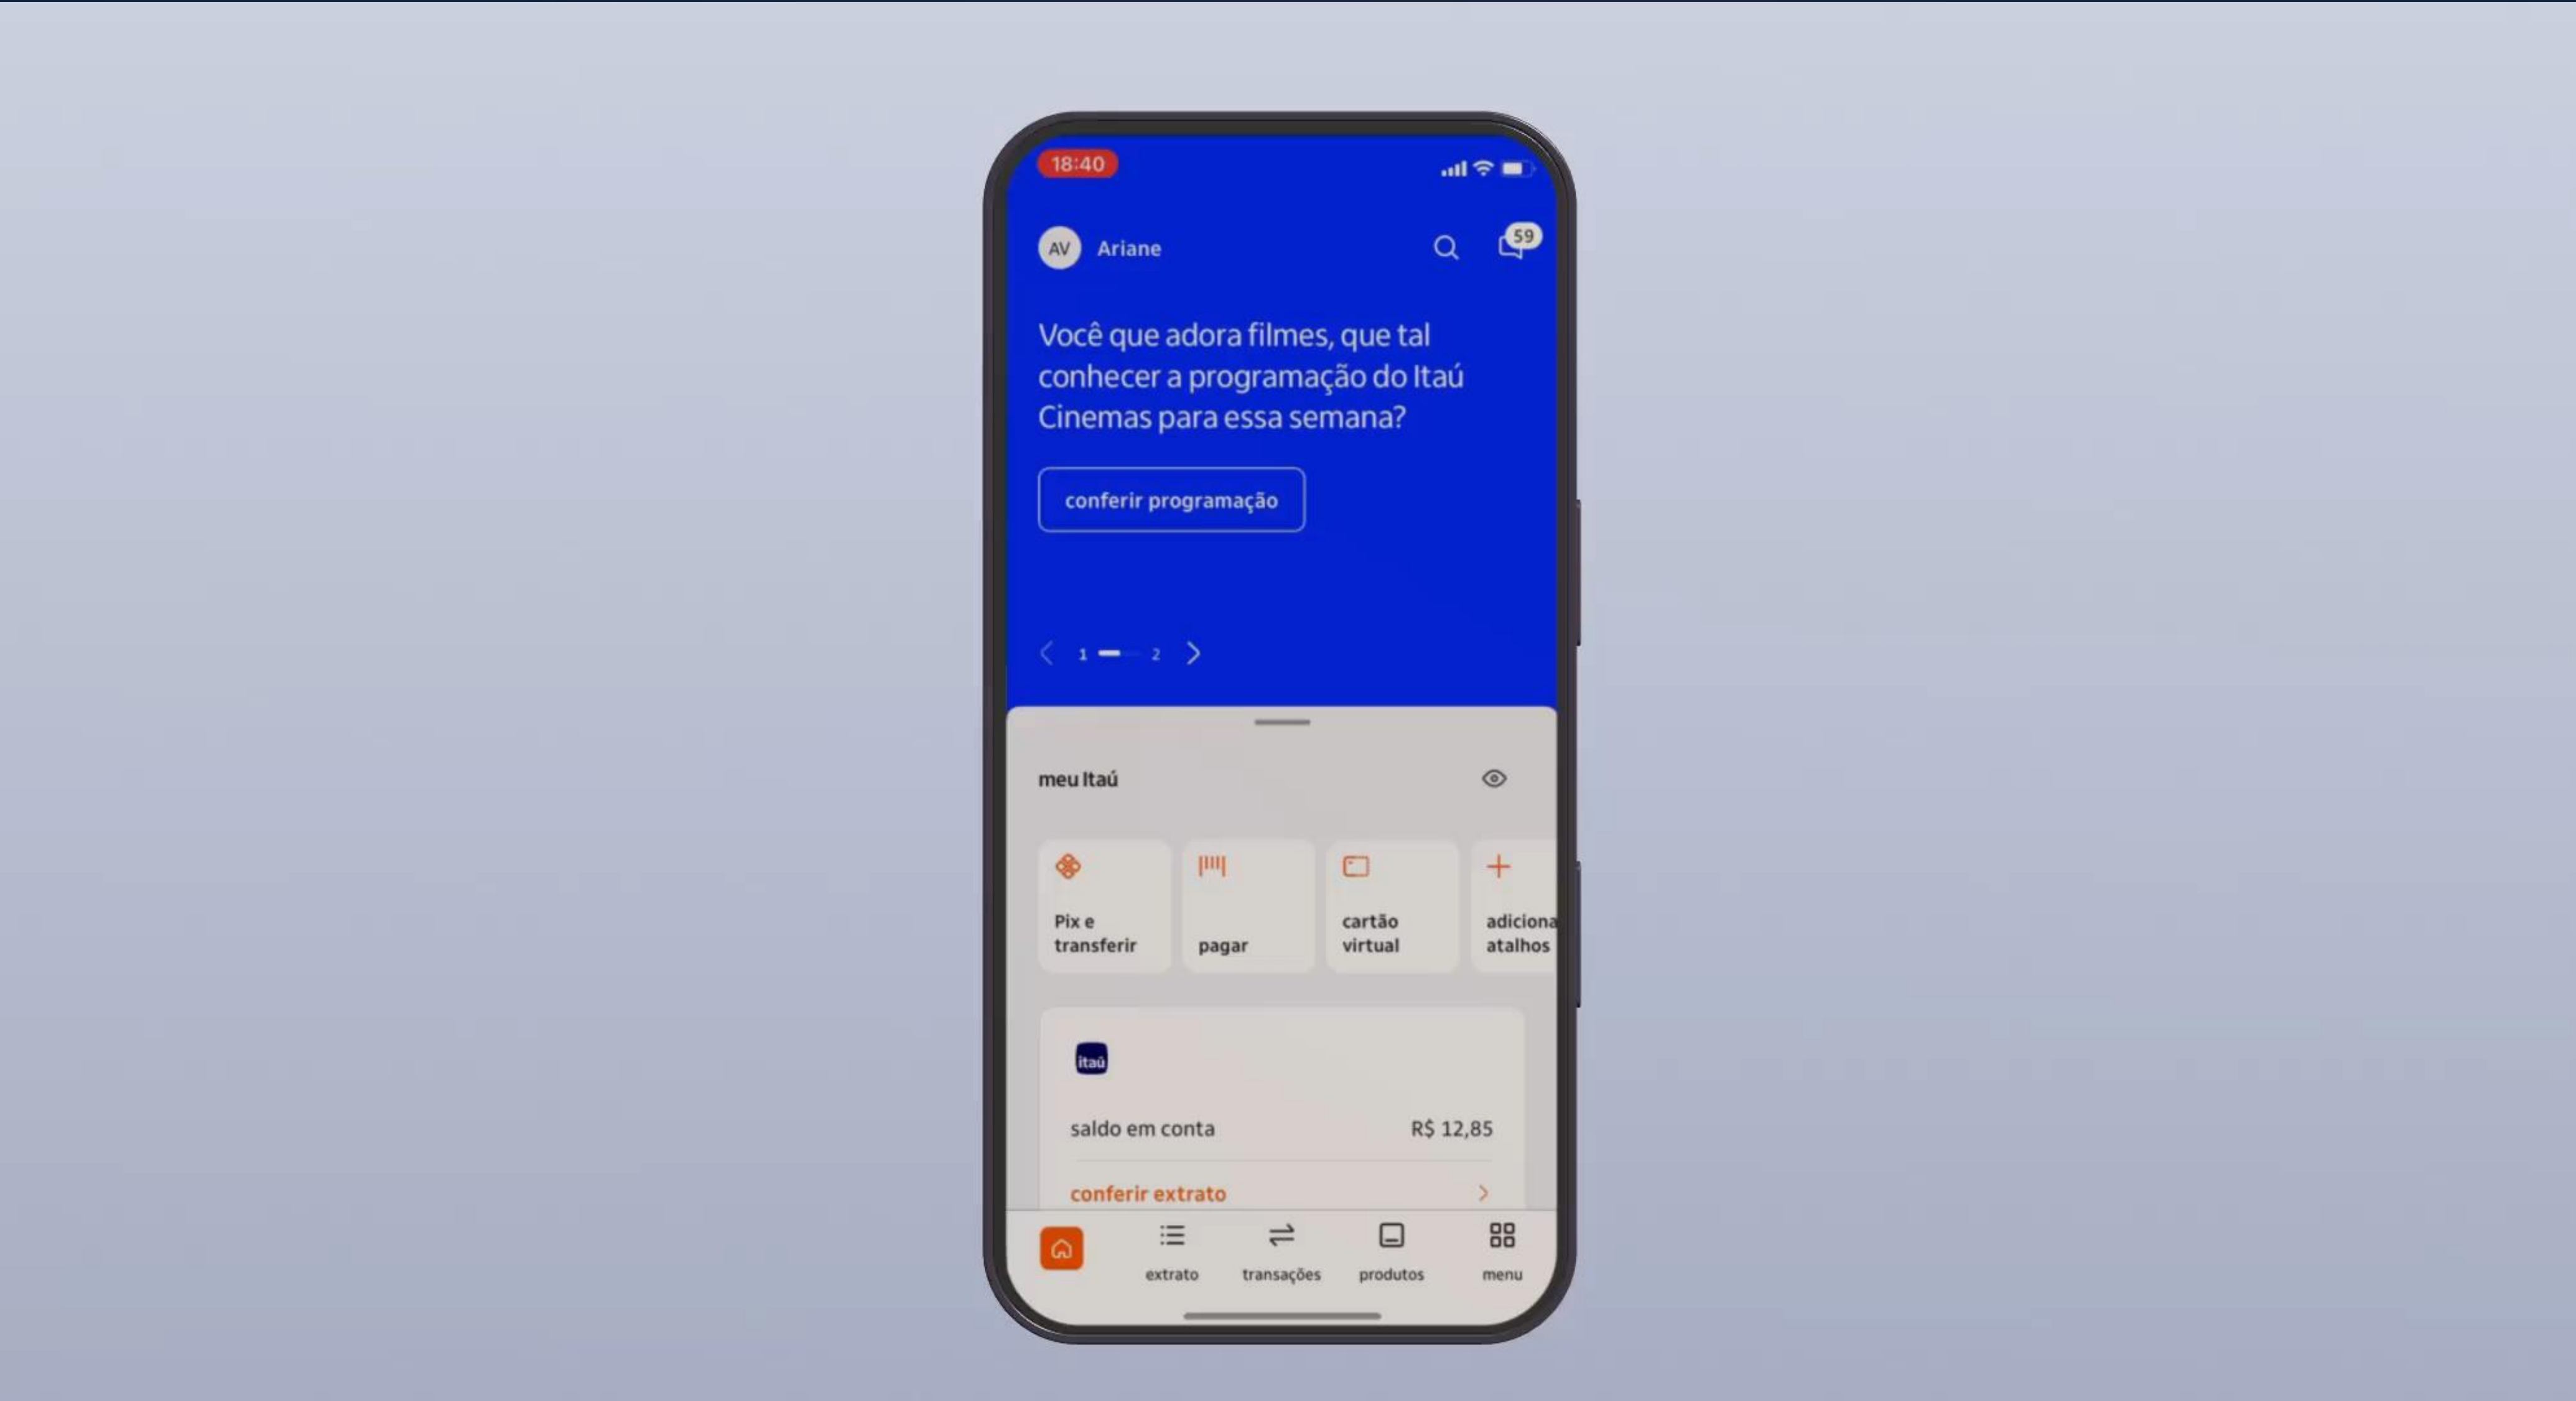 18:40
AV Ariane 59
Você que adora filmes, que tal
conhecer a programação do Itaú
Cinemas para essa semana?
conferir programação
1 2
meu Itaú
Pix e
transferir
pagar
cartão
virtual
adiciona
atalhos
itaú
saldo em conta R$ 12,85
conferir extrato
extrato transações produtos menu